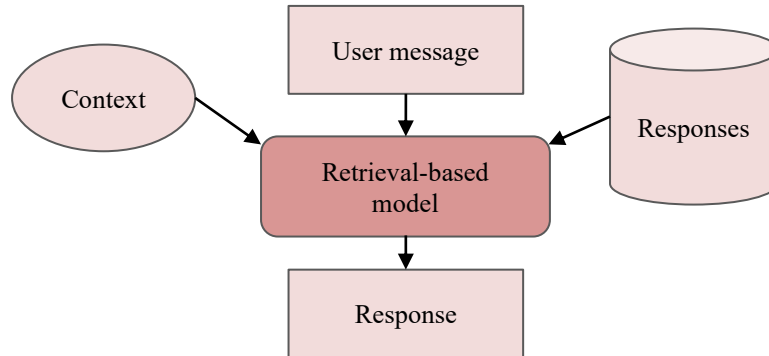 User message
Context
Responses
Retrieval-based
model
Response